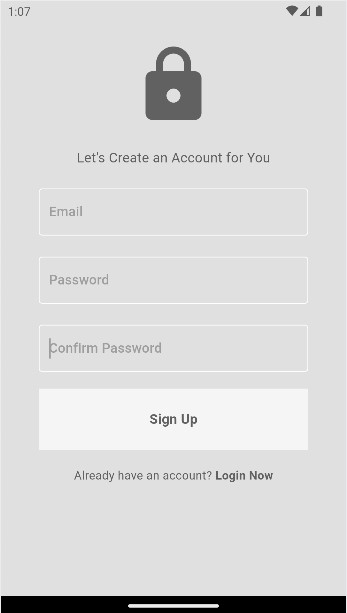 1:07
Let's Create an Account for You
Email
Password
Confirm Password
Sign Up
Already have an account? Login Now